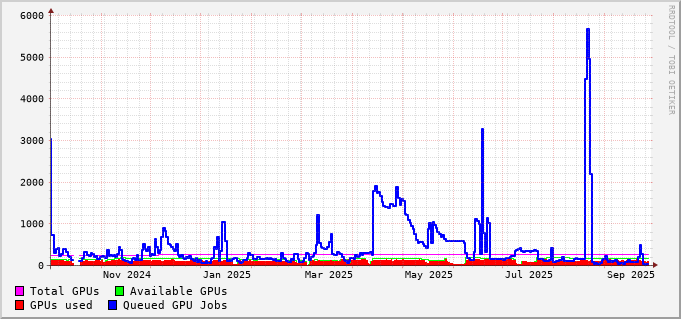 6000
5000
4000
3000
2000
1000
0
Nov 2024 Jan 2025 Mar 2025 May 2025 Jul 2025 Sep 2025
Total GPUs Available GPUs
GPUs used Queued GPU Jobs
RRDTOOL / TOBI OETIKER